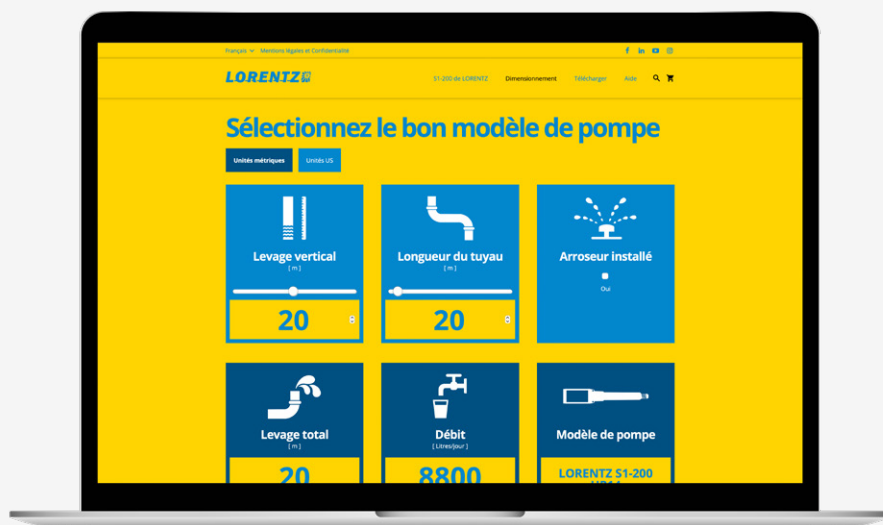 Français Mentions légales et Confidentialité
LORENTZ
S1-200 de LORENTZ Dimensionnement Télécharger Aide
Sélectionnez le bon modèle de pompe
Unités métriques Unités US
Levage vertical
[ m ]
20
Longueur du tuyau
[ m ]
20
Arroseur installé
Oui
Levage total
[ m ]
20
Débit
[ Litres/jour ]
8800
Modèle de pompe
LORENTZ S1-200